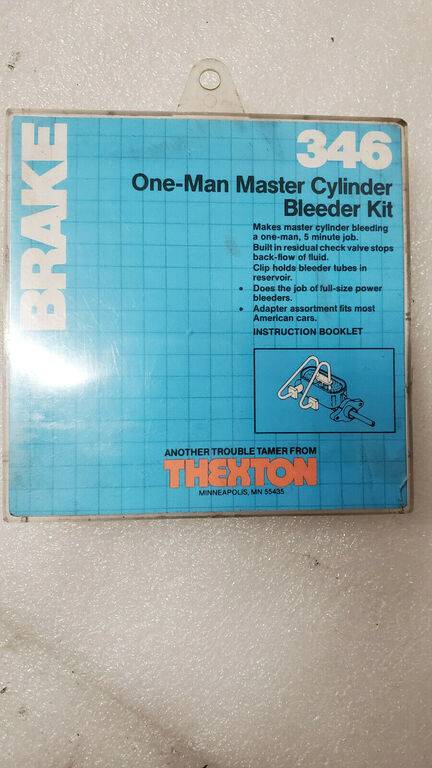 BRAKE
346
One-Man Master Cylinder
Bleeder Kit
Makes master cylinder bleeding
a one-man, 5 minute job.
Built in residual check valve stops
back-flow of fluid.
Clip holds bleeder tubes in
reservoir.
• Does the job of full-size power
bleeders.
• Adapter assortment fits most
American cars.
INSTRUCTION BOOKLET
ANOTHER TROUBLE TAMER FROM
THEXTON
MINNEAPOLIS, MN 55435